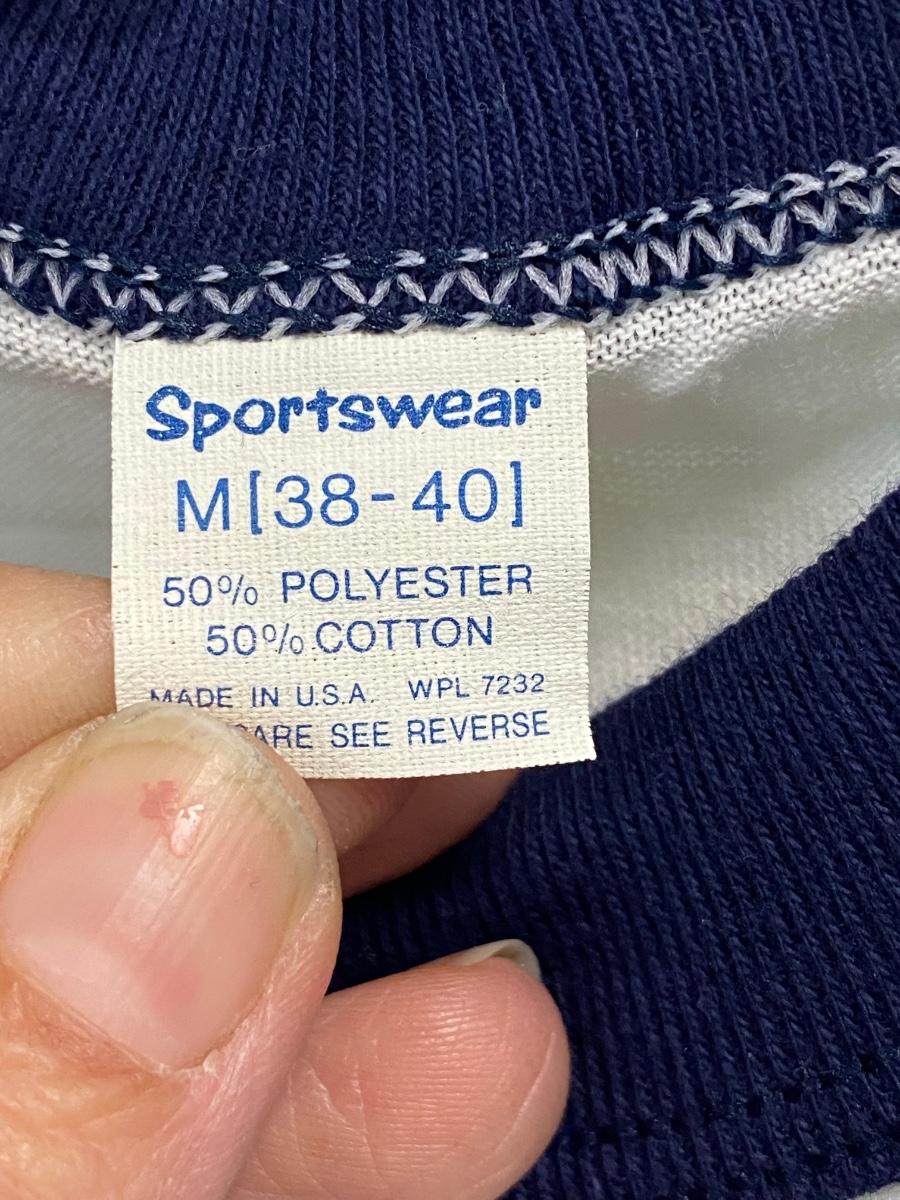 Sportswear
M[38-40]
50% POLYESTER
50% COTTON
MADE IN U.S.A. WPL 7232
CARE SEE REVERSE